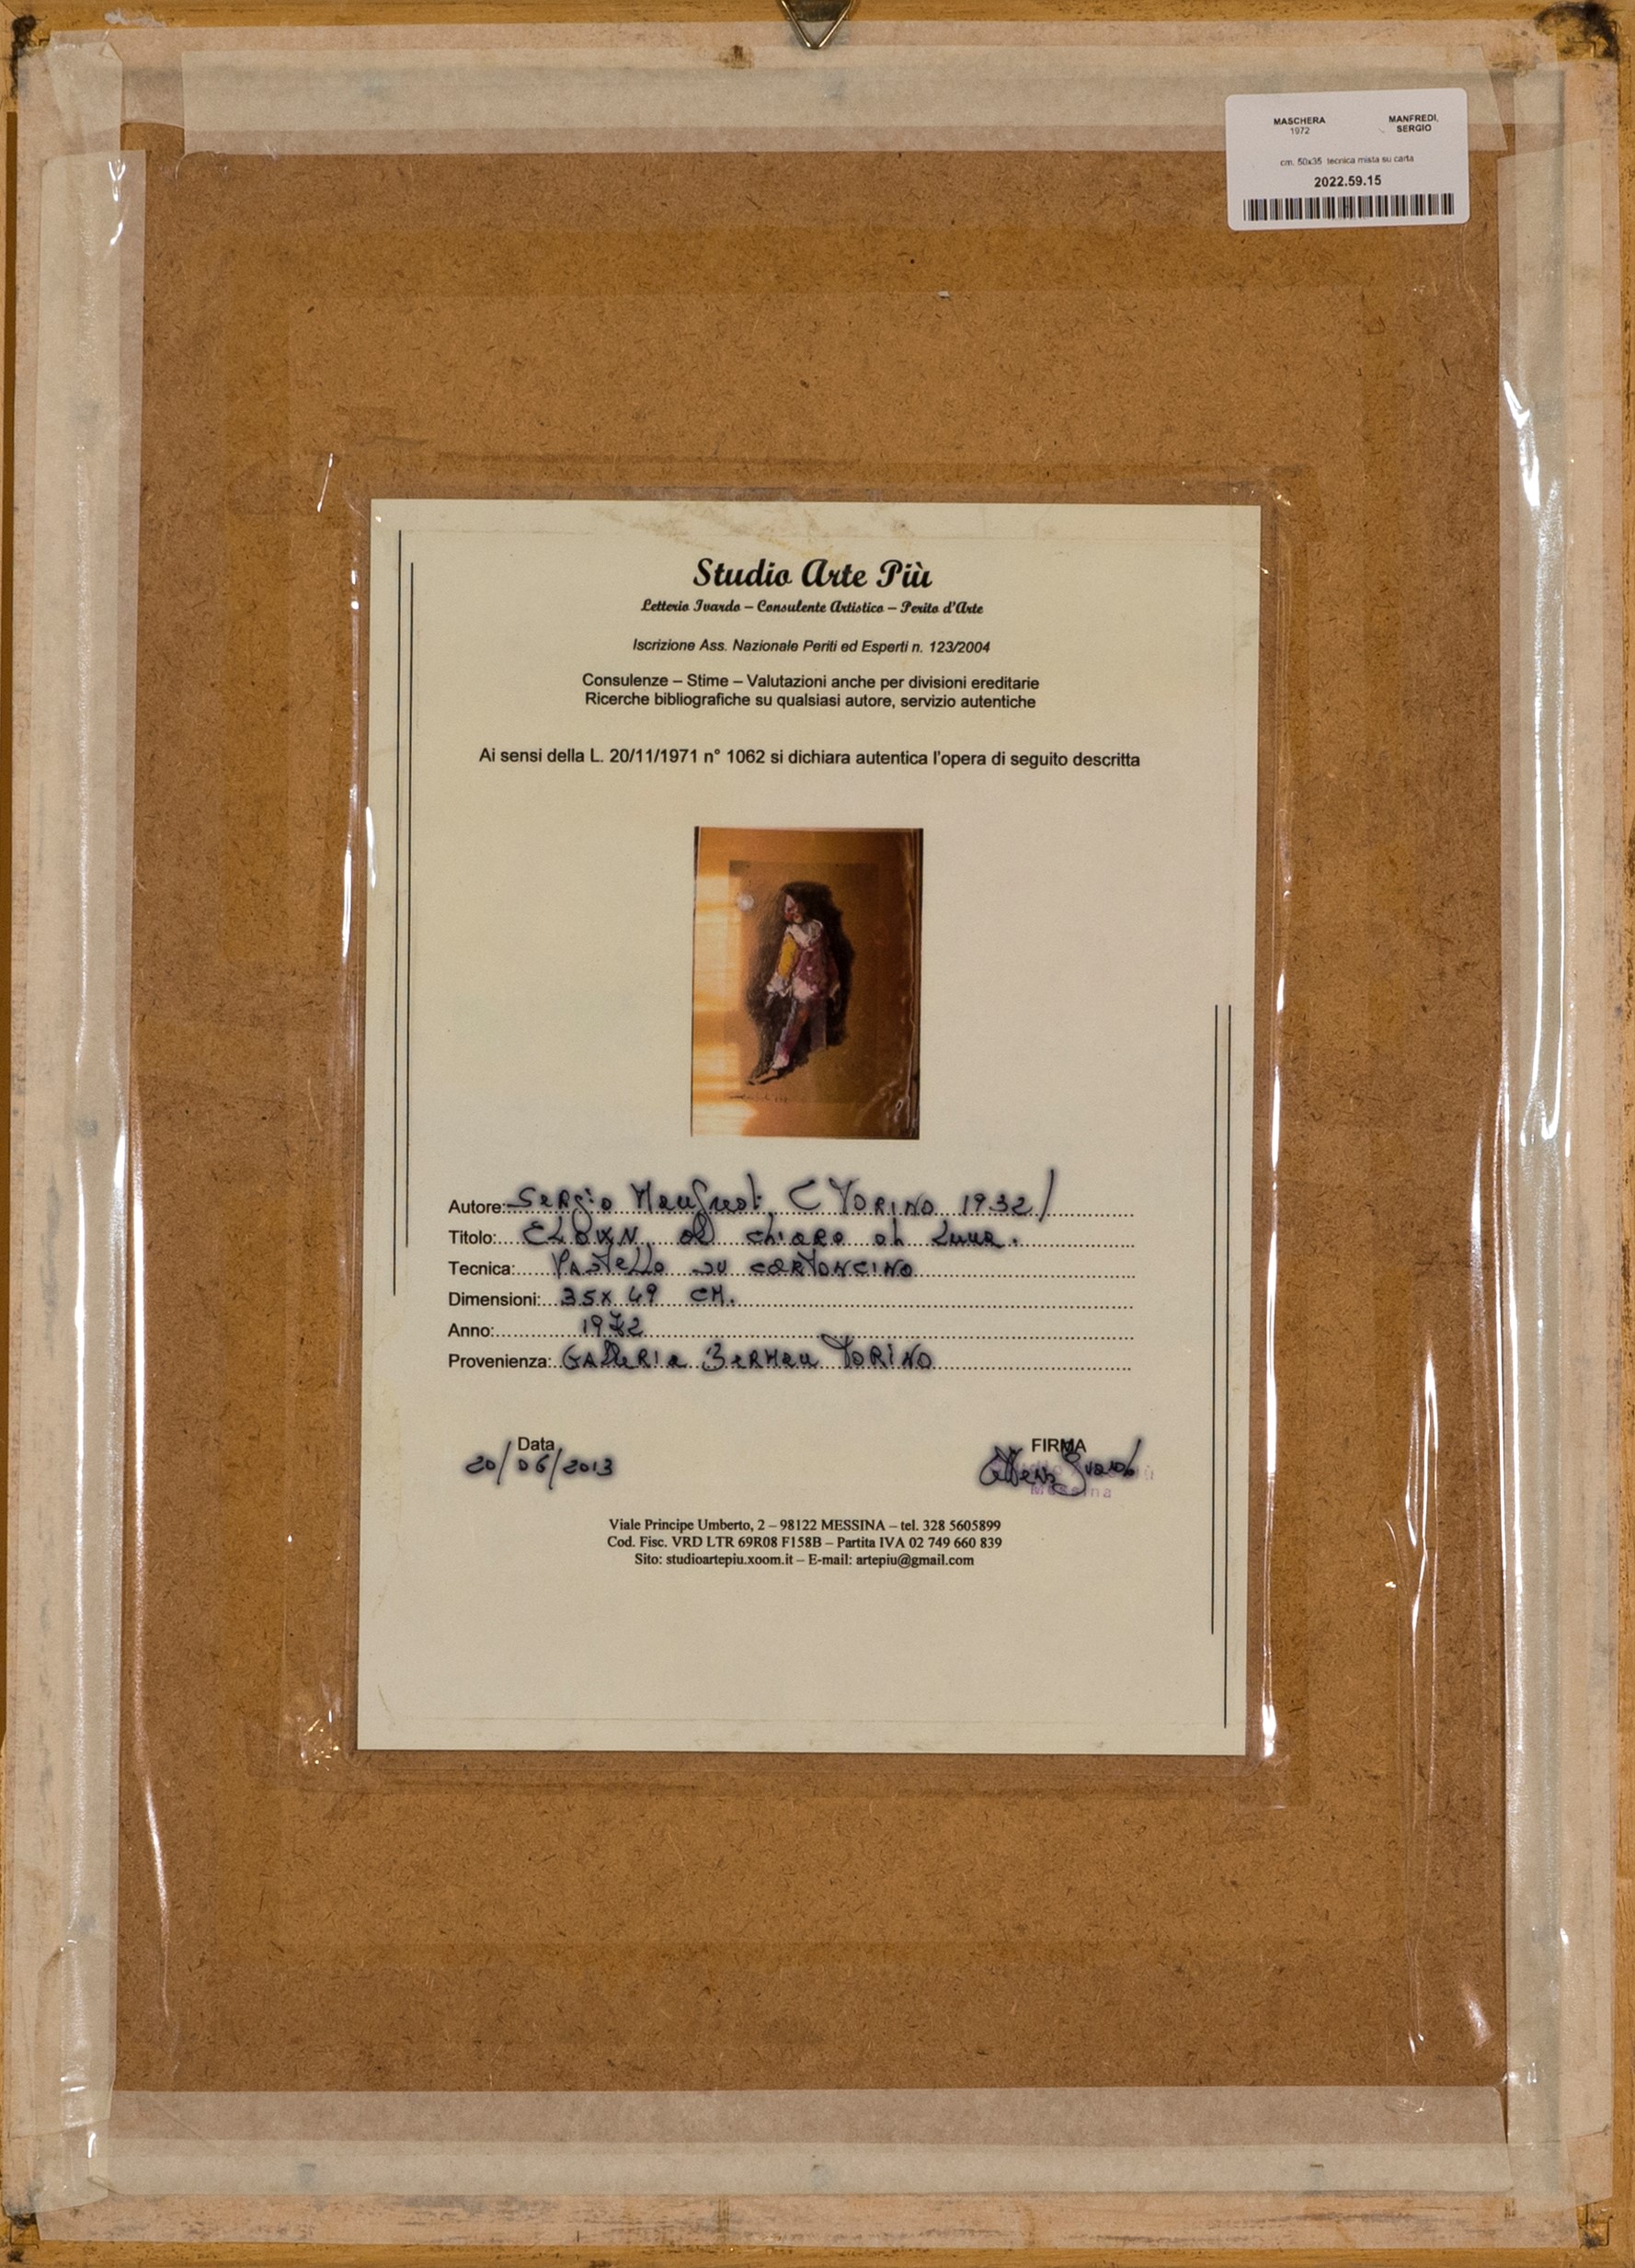 MASCHERA
1972
MANFREDI,
SERGIO
cm. 50x35 tecnica mista su carta
2022.59.15
Studio Arte Più
Letterio Ivardo – Consulente Artistico – Perito d'Arte
Iscrizione Ass. Nazionale Periti ed Esperti n. 123/2004
Consulenze – Stime – Valutazioni anche per divisioni ereditarie
Ricerche bibliografiche su qualsiasi autore, servizio autentiche
Ai sensi della L. 20/11/1971 n° 1062 si dichiara autentica l'opera di seguito descritta
Autore: Sergio Manfredi (TORINO 1932)
Titolo: al chiaro di Luna.
Tecnica: Pastello su cartoncino
Dimensioni: 35x49 CM.
Anno: 1972
Provenienza: Galleria Berman TORINO
Data
20/06/2013
FIRMA
Messina
Viale Principe Umberto, 2 – 98122 MESSINA – tel. 328 5605899
Cod. Fisc. VRD LTR 69R08 F158B – Partita IVA 02 749 660 839
Sito: studioartepiu.xoom.it – E-mail: artepiu@gmail.com